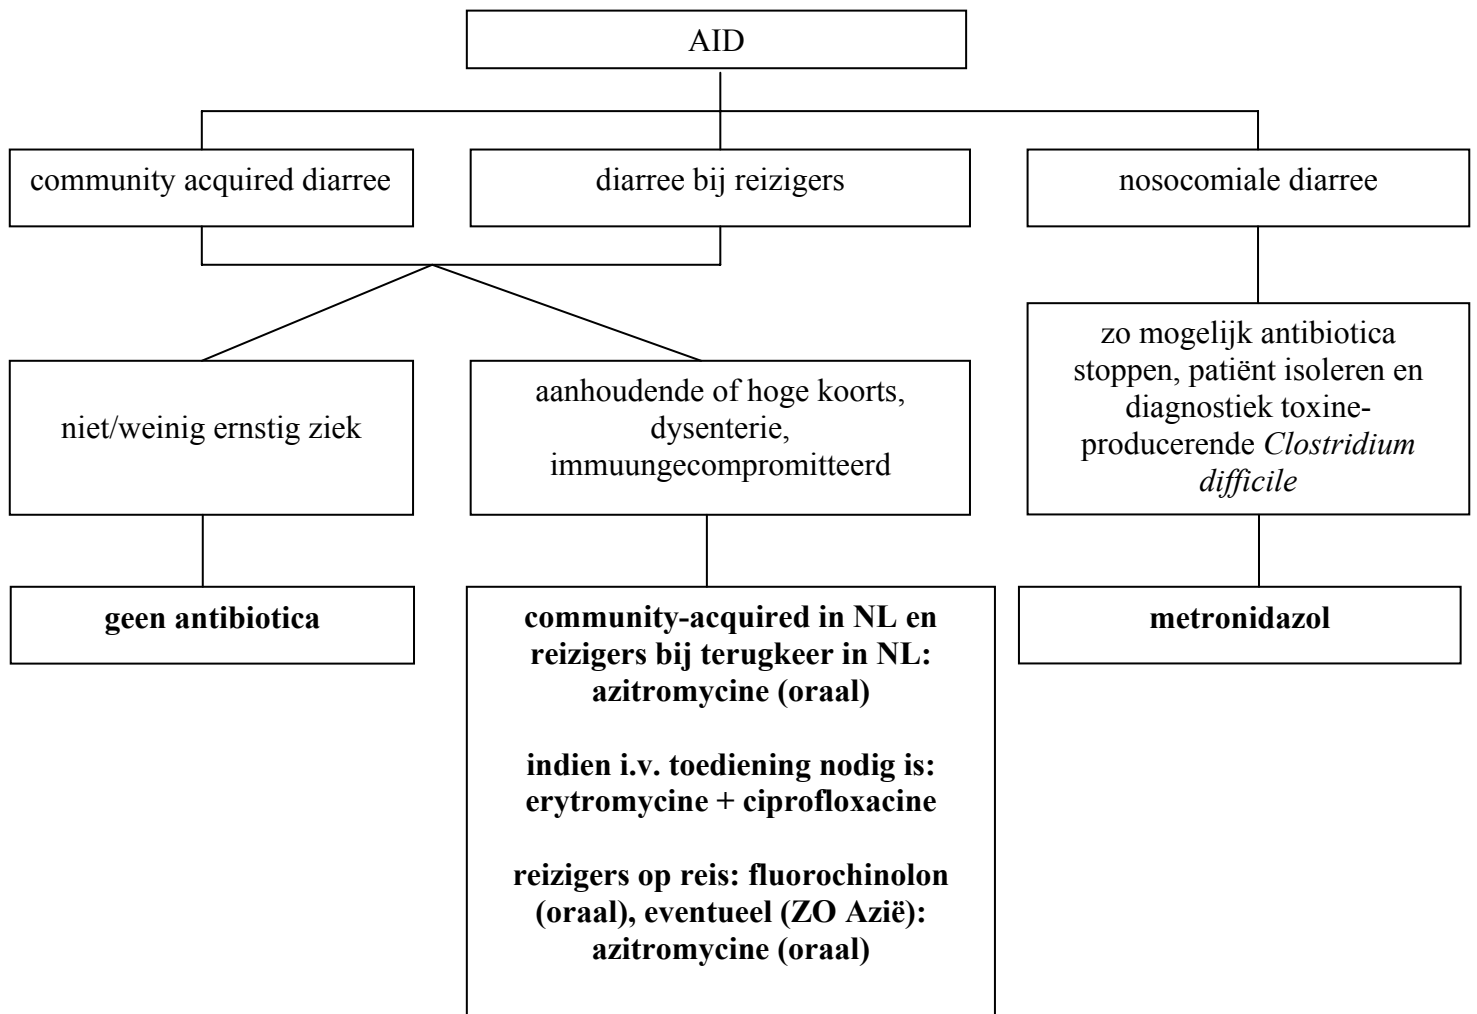 AID
community acquired diarree
diarree bij reizigers
nosocomiale diarree
niet/weinig ernstig ziek
aanhoudende of hoge koorts,
dysenterie,
immuungecompromitteerd
zo mogelijk antibiotica
stoppen, patiënt isoleren en
diagnostiek toxine-
producerende Clostridium
difficile
geen antibiotica
community-acquired in NL en
reizigers bij terugkeer in NL:
azitromycine (oraal)
indien i.v. toediening nodig is:
erytromycine + ciprofloxacine
reizigers op reis: fluorochinolon
(oraal), eventueel (ZO Azië):
azitromycine (oraal)
metronidazol